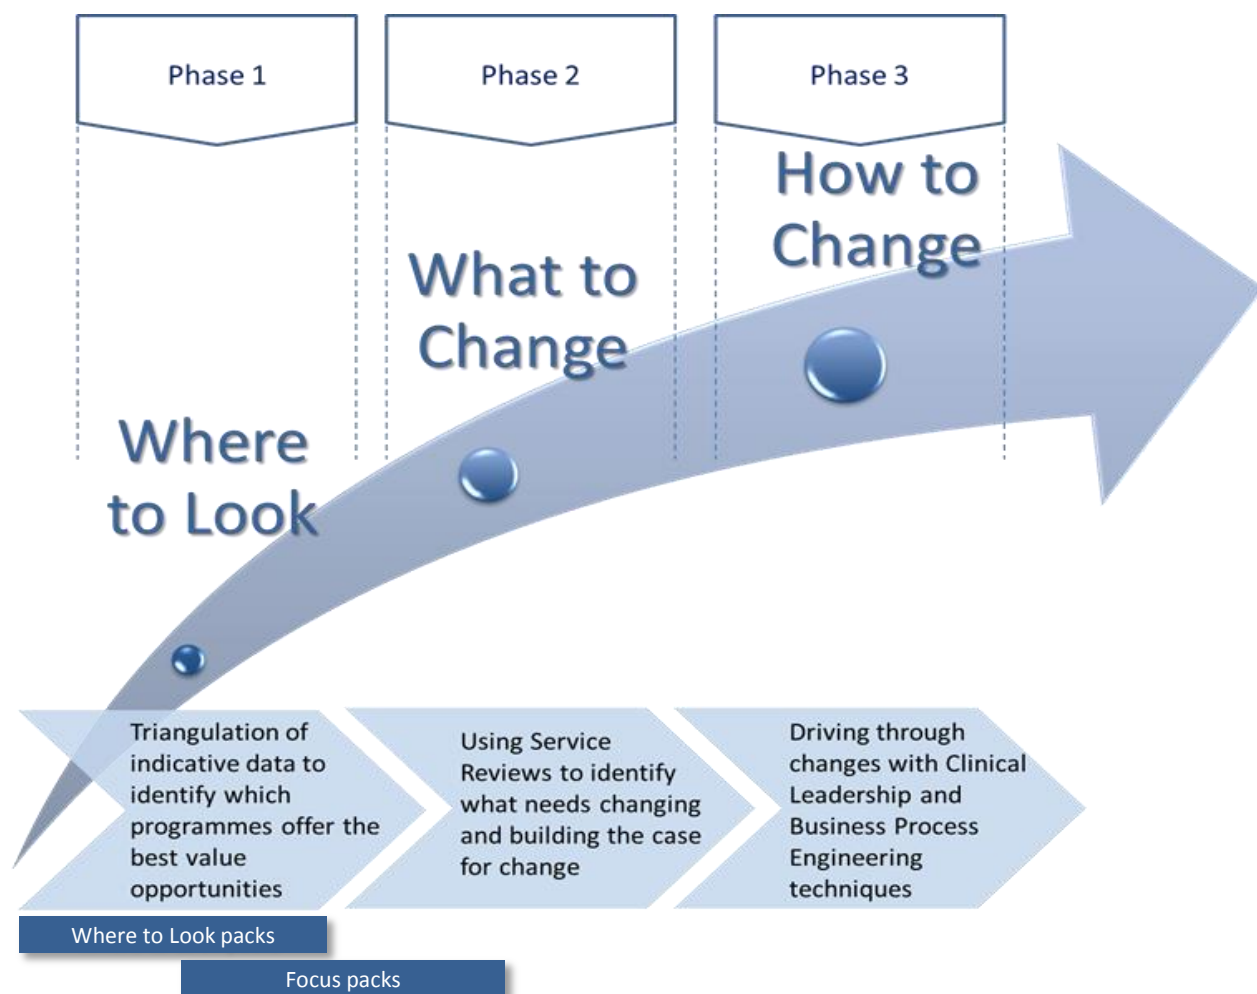 Phase 1
Phase 2
Phase 3
How to
Change
What to
Change
Where
to Look
Triangulation of
indicative data to
identify which
programmes offer the
best value
opportunities
Using Service
Reviews to identify
what needs changing
and building the case
for change
Driving through
changes with Clinical
Leadership and
Business Process
Engineering
techniques
Where to Look packs
Focus packs